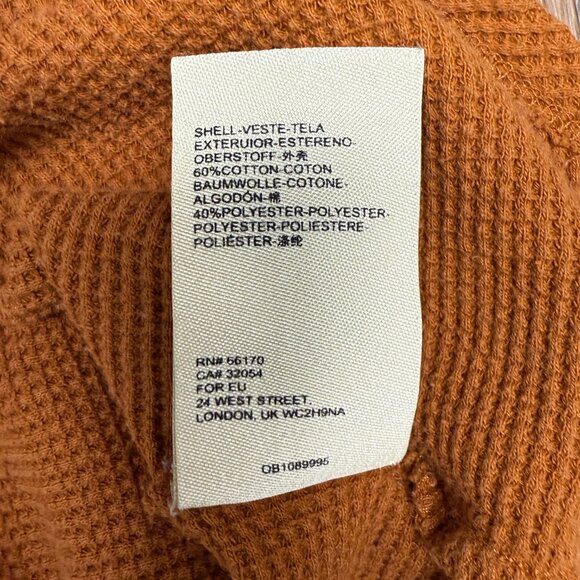 SHELL-VESTE-TELA
EXTERUIOR-ESTERENO-
OBERSTOFF-外壳
60%COTTON-COTON
BAUMWOLLE-COTONE-
ALGODÓN-棉
40%POLYESTER-POLYESTER-
POLYESTER-POLIESTERE-
POLIÉSTER-涤纶
RN# 66170
CA# 32054
FOR EU
24 WEST STREET,
LONDON, UK WC2H9NA
OB1089995